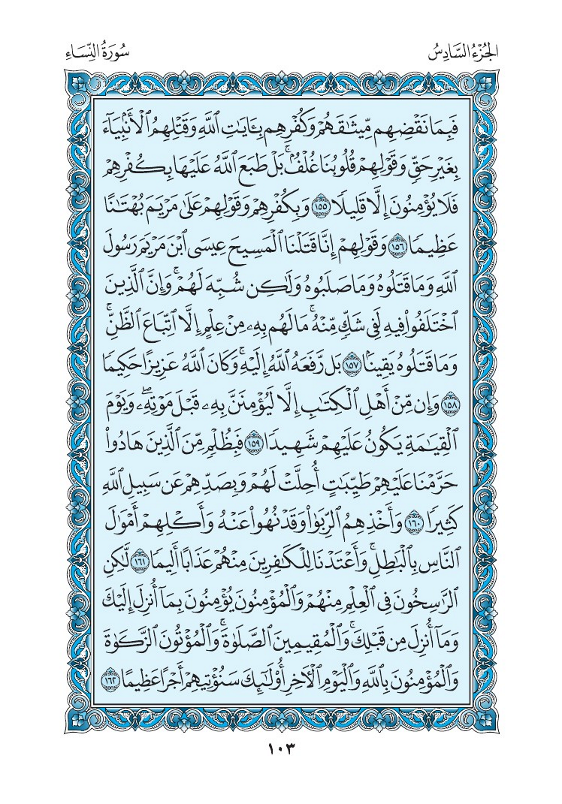 الجُزْءُ السَّادِسُ
سُورَةُ النِّسَاءِ
فَبِمَا نَقْضِهِم مِّيثَٰقَهُمْ وَكُفْرِهِم بِـَٔايَٰتِ ٱللَّهِ وَقَتْلِهِمُ ٱلْأَنۢبِيَآءَ
بِغَيْرِ حَقٍّ وَقَوْلِهِمْ قُلُوبُنَا غُلْفٌۢ ۚ بَلْ طَبَعَ ٱللَّهُ عَلَيْهَا بِكُفْرِهِمْ
فَلَا يُؤْمِنُونَ إِلَّا قَلِيلًا ١٥٥ وَبِكُفْرِهِمْ وَقَوْلِهِمْ عَلَىٰ مَرْيَمَ بُهْتَٰنًا
عَظِيمًا ١٥٦ وَقَوْلِهِمْ إِنَّا قَتَلْنَا ٱلْمَسِيحَ عِيسَى ٱبْنَ مَرْيَمَ رَسُولَ
ٱللَّهِ وَمَا قَتَلُوهُ وَمَا صَلَبُوهُ وَلَٰكِن شُبِّهَ لَهُمْ ۚ وَإِنَّ ٱلَّذِينَ
ٱخْتَلَفُوا۟ فِيهِ لَفِى شَكٍّ مِّنْهُ ۚ مَا لَهُم بِهِۦ مِنْ عِلْمٍ إِلَّا ٱتِّبَاعَ ٱلظَّنِّ ۚ
وَمَا قَتَلُوهُ يَقِينًۢا ١٥٧ بَل رَّفَعَهُ ٱللَّهُ إِلَيْهِ ۚ وَكَانَ ٱللَّهُ عَزِيزًا حَكِيمًا
١٥٨ وَإِن مِّنْ أَهْلِ ٱلْكِتَٰبِ إِلَّا لَيُؤْمِنَنَّ بِهِۦ قَبْلَ مَوْتِهِۦ ۖ وَيَوْمَ
ٱلْقِيَٰمَةِ يَكُونُ عَلَيْهِمْ شَهِيدًا ١٥٩ فَبِظُلْمٍ مِّنَ ٱلَّذِينَ هَادُوا۟
حَرَّمْنَا عَلَيْهِمْ طَيِّبَٰتٍ أُحِلَّتْ لَهُمْ وَبِصَدِّهِمْ عَن سَبِيلِ ٱللَّهِ
كَثِيرًا ١٦٠ وَأَخْذِهِمُ ٱلرِّبَوٰا۟ وَقَدْ نُهُوا۟ عَنْهُ وَأَكْلِهِمْ أَمْوَٰلَ
ٱلنَّاسِ بِٱلْبَٰطِلِ ۚ وَأَعْتَدْنَا لِلْكَٰفِرِينَ مِنْهُمْ عَذَابًا أَلِيمًا ١٦١ لَّٰكِنِ
ٱلرَّٰسِخُونَ فِى ٱلْعِلْمِ مِنْهُمْ وَٱلْمُؤْمِنُونَ يُؤْمِنُونَ بِمَآ أُنزِلَ إِلَيْكَ
وَمَآ أُنزِلَ مِن قَبْلِكَ ۚ وَٱلْمُقِيمِينَ ٱلصَّلَوٰةَ ۚ وَٱلْمُؤْتُونَ ٱلزَّكَوٰةَ
وَٱلْمُؤْمِنُونَ بِٱللَّهِ وَٱلْيَوْمِ ٱلْءَاخِرِ أُو۟لَٰٓئِكَ سَنُؤْتِيهِمْ أَجْرًا عَظِيمًا ١٦٢
١٠٣